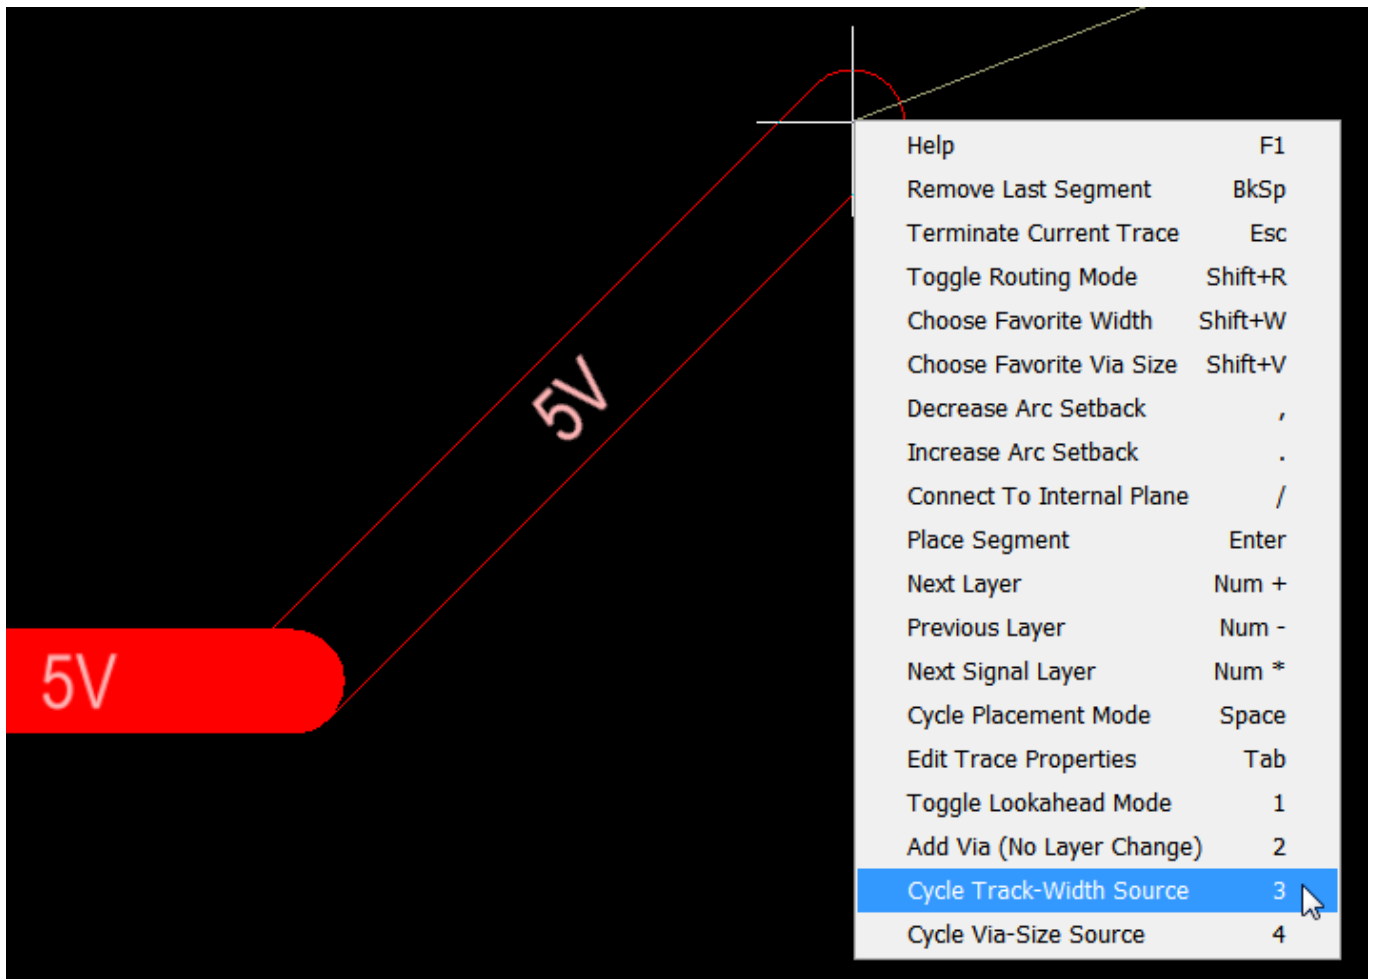 Help F1
Remove Last Segment BkSp
Terminate Current Trace Esc
Toggle Routing Mode Shift+R
Choose Favorite Width Shift+W
Choose Favorite Via Size Shift+V
Decrease Arc Setback ,
Increase Arc Setback .
Connect To Internal Plane /
Place Segment Enter
Next Layer Num +
Previous Layer Num -
Next Signal Layer Num *
Cycle Placement Mode Space
Edit Trace Properties Tab
Toggle Lookahead Mode 1
Add Via (No Layer Change) 2
Cycle Track-Width Source 3
Cycle Via-Size Source 4
5V
5V